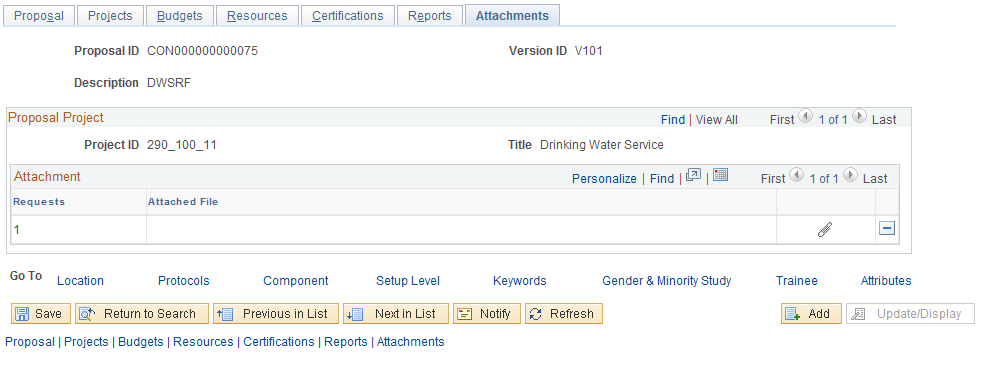 Proposal Projects Budgets Resources Certifications Reports Attachments
Proposal ID CON000000000075 Version ID V101
Description DWSRF
Proposal Project Find | View All First 1 of 1 Last
Project ID 290_100_11 Title Drinking Water Service
Attachment Personalize | Find | | First 1 of 1 Last
Requests Attached File
1
Go To Location Protocols Component Setup Level Keywords Gender & Minority Study Trainee Attributes
Save Return to Search Previous in List Next in List Notify Refresh Add Update/Display
Proposal | Projects | Budgets | Resources | Certifications | Reports | Attachments